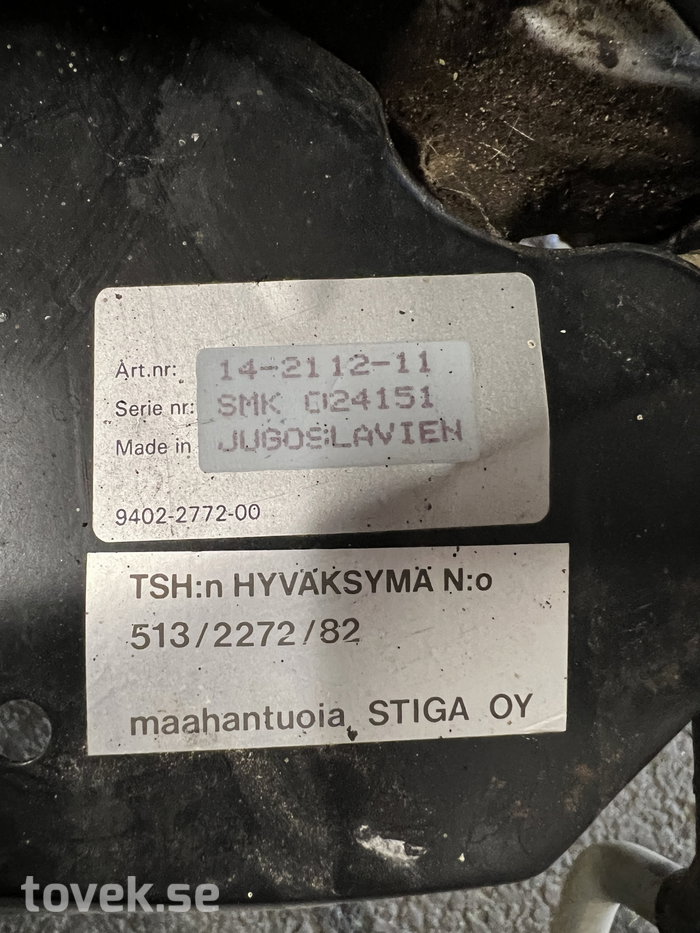 Art.nr: 14-2112-11
Serie nr: SMK 024151
Made in JUGOSLAVIEN
9402-2772-00
TSH:n HYVÄKSYMÄ N:o
513/2272/82
maahantuoja STIGA OY
tovek.se